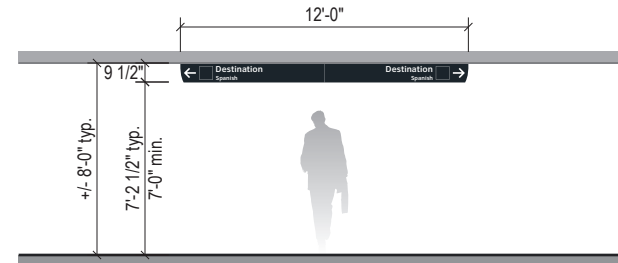 12'-0"
9 1/2"
Destination
Spanish
Destination
Spanish
+/- 8'-0" typ.
7'-2 1/2" typ.
7'-0" min.